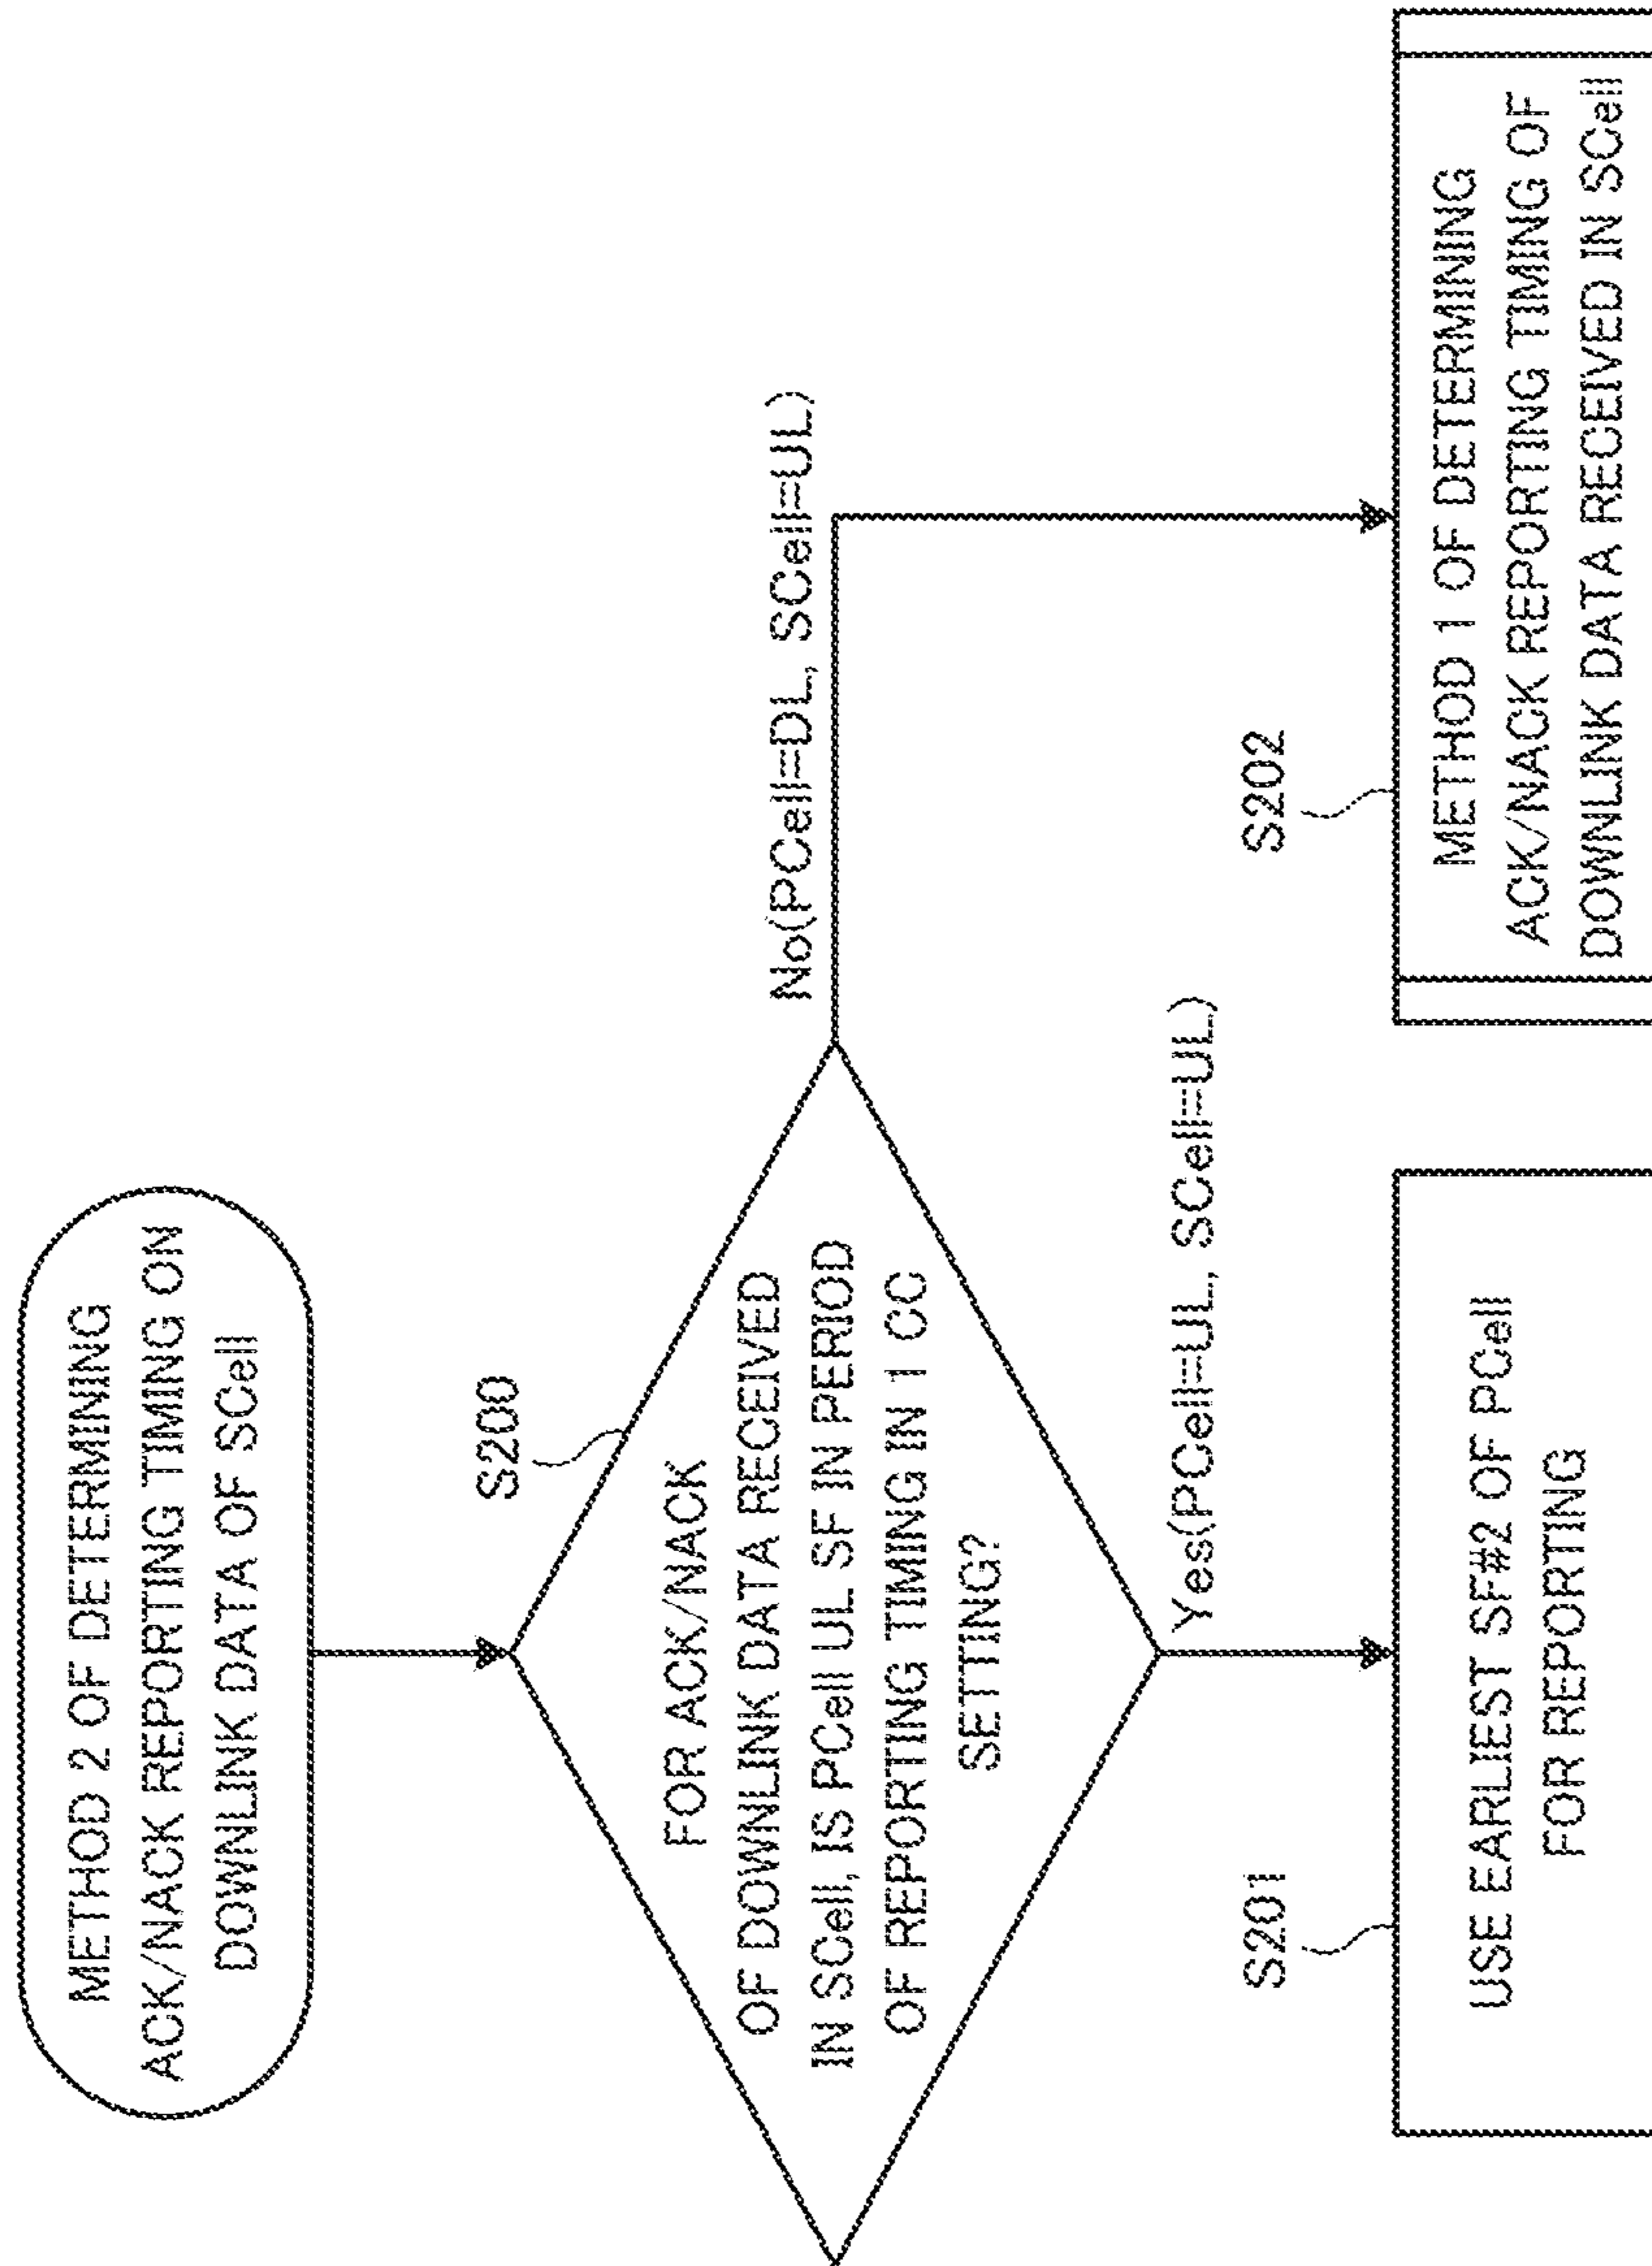 METHOD 2 OF DETERMINING
ACK/NACK REPORTING TIMING ON
DOWNLINK DATA OF SCell
S200
FOR ACK/NACK
OF DOWNLINK DATA RECEIVED
IN SCell, IS PCell UL SF IN PERIOD
OF REPORTING TIMING IN 1 CC
SETTING?
No(PCell=DL, SCell=UL)
Yes(PCell=UL, SCell=UL)
S201
USE EARLIEST SF#2 OF PCell
FOR REPORTING
S202
METHOD 1 OF DETERMINING
ACK/NACK REPORTING TIMING OF
DOWNLINK DATA RECEIVED IN SCell